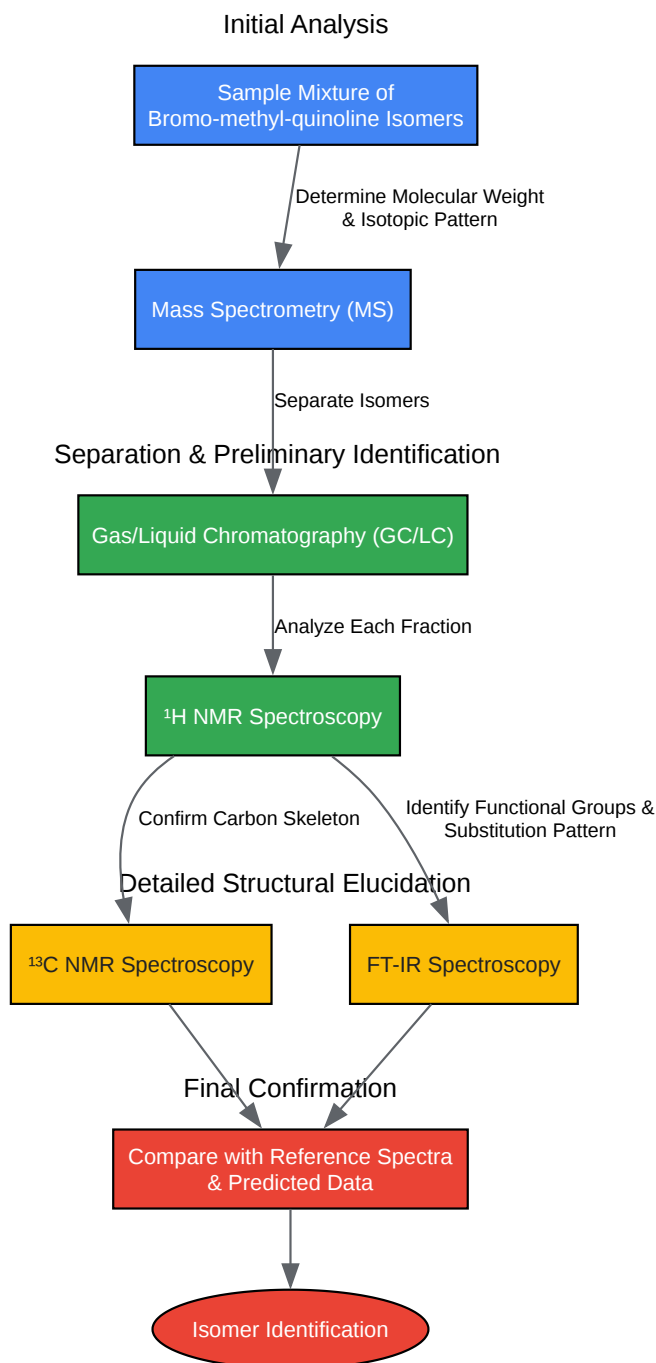 Initial Analysis
Sample Mixture of
Bromo-methyl-quinoline Isomers
Determine Molecular Weight
& Isotopic Pattern
Mass Spectrometry (MS)
Separate Isomers
Separation & Preliminary Identification
Gas/Liquid Chromatography (GC/LC)
Analyze Each Fraction
¹H NMR Spectroscopy
Confirm Carbon Skeleton
Identify Functional Groups &
Substitution Pattern
Detailed Structural Elucidation
¹³C NMR Spectroscopy
FT-IR Spectroscopy
Final Confirmation
Compare with Reference Spectra
& Predicted Data
Isomer Identification